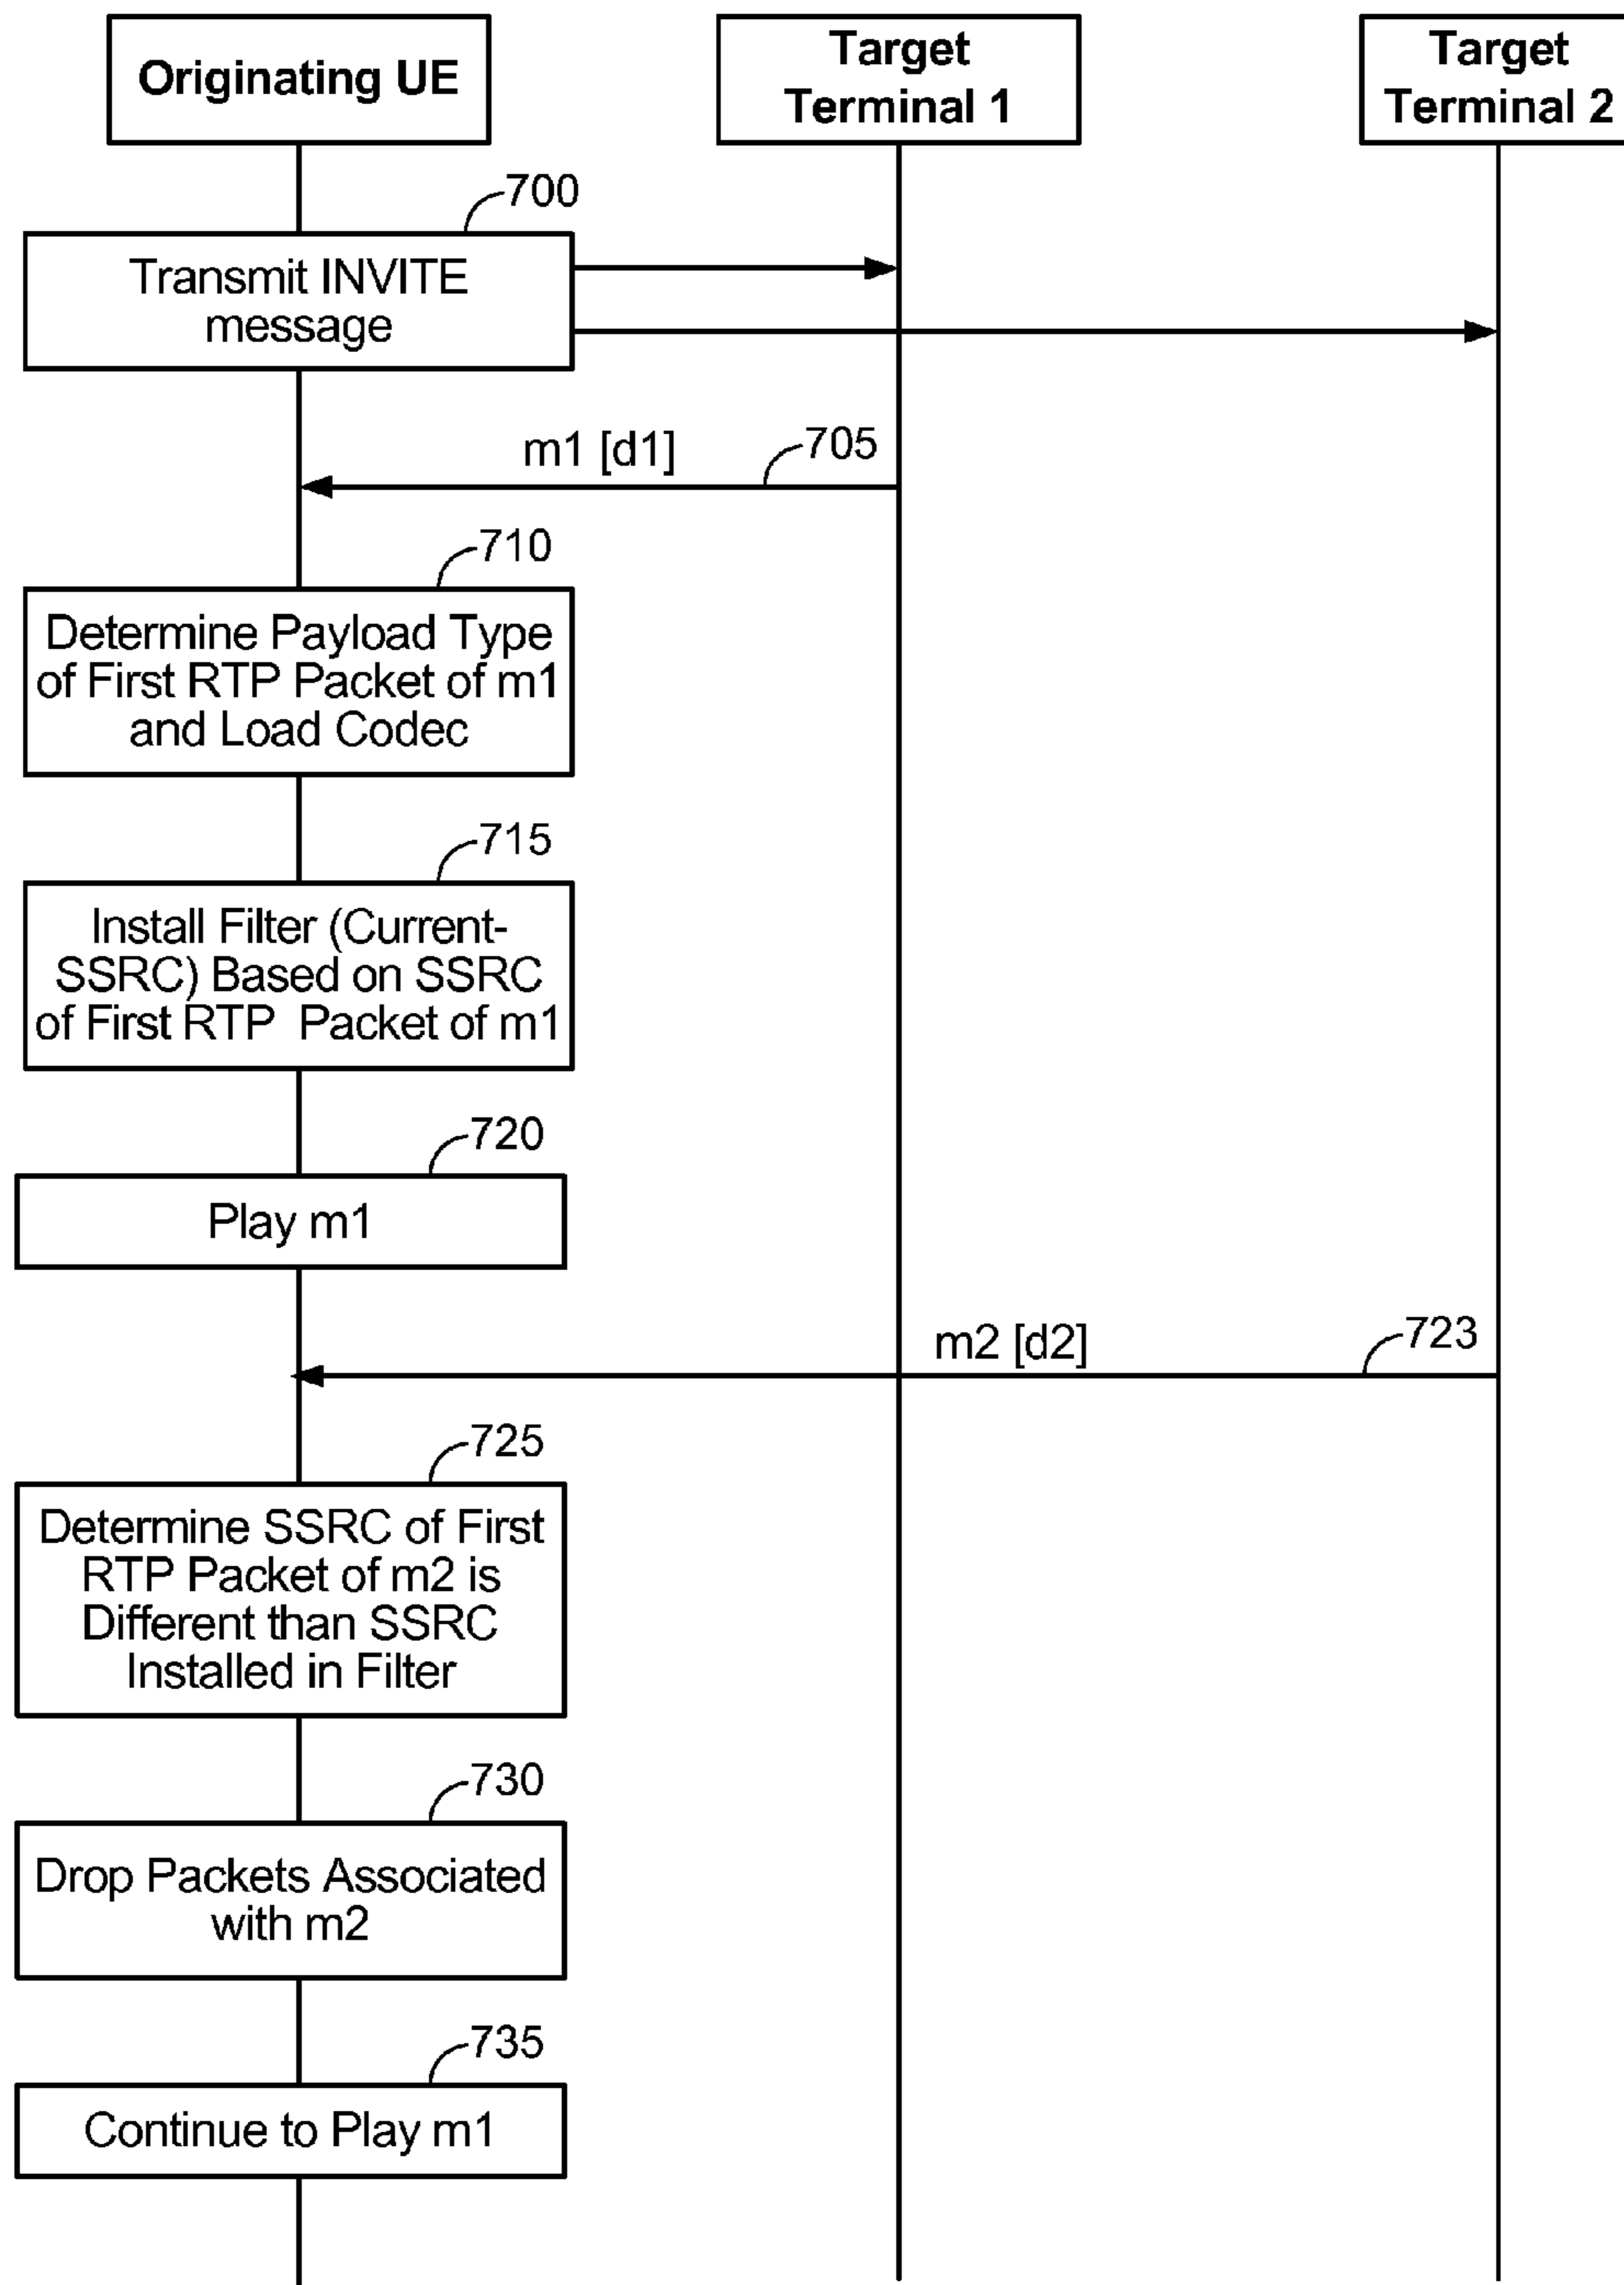 Originating UE
Target
Terminal 1
Target
Terminal 2
700
Transmit INVITE
message
m1 [d1]
705
710
Determine Payload Type
of First RTP Packet of m1
and Load Codec
715
Install Filter (Current-
SSRC) Based on SSRC
of First RTP Packet of m1
720
Play m1
m2 [d2]
723
725
Determine SSRC of First
RTP Packet of m2 is
Different than SSRC
Installed in Filter
730
Drop Packets Associated
with m2
735
Continue to Play m1